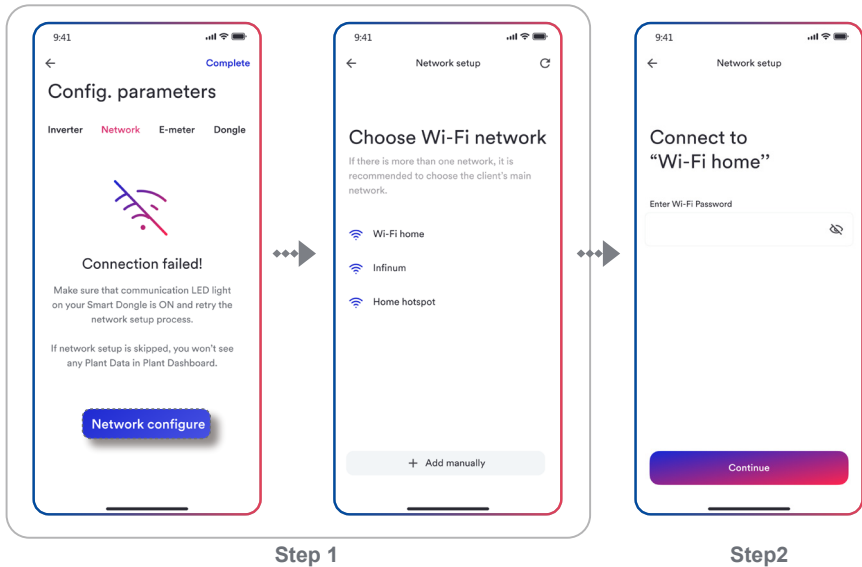 9:41
Complete
Config. parameters
Inverter Network E-meter Dongle
Connection failed!
Make sure that communication LED light
on your Smart Dongle is ON and retry the
network setup process.
If network setup is skipped, you won't see
any Plant Data in Plant Dashboard.
Network configure
9:41
Network setup
Choose Wi-Fi network
If there is more than one network, it is
recommended to choose the client's main
network.
Wi-Fi home
Infinum
Home hotspot
+ Add manually
Step 1
9:41
Network setup
Connect to
“Wi-Fi home’’
Enter Wi-Fi Password
Continue
Step2